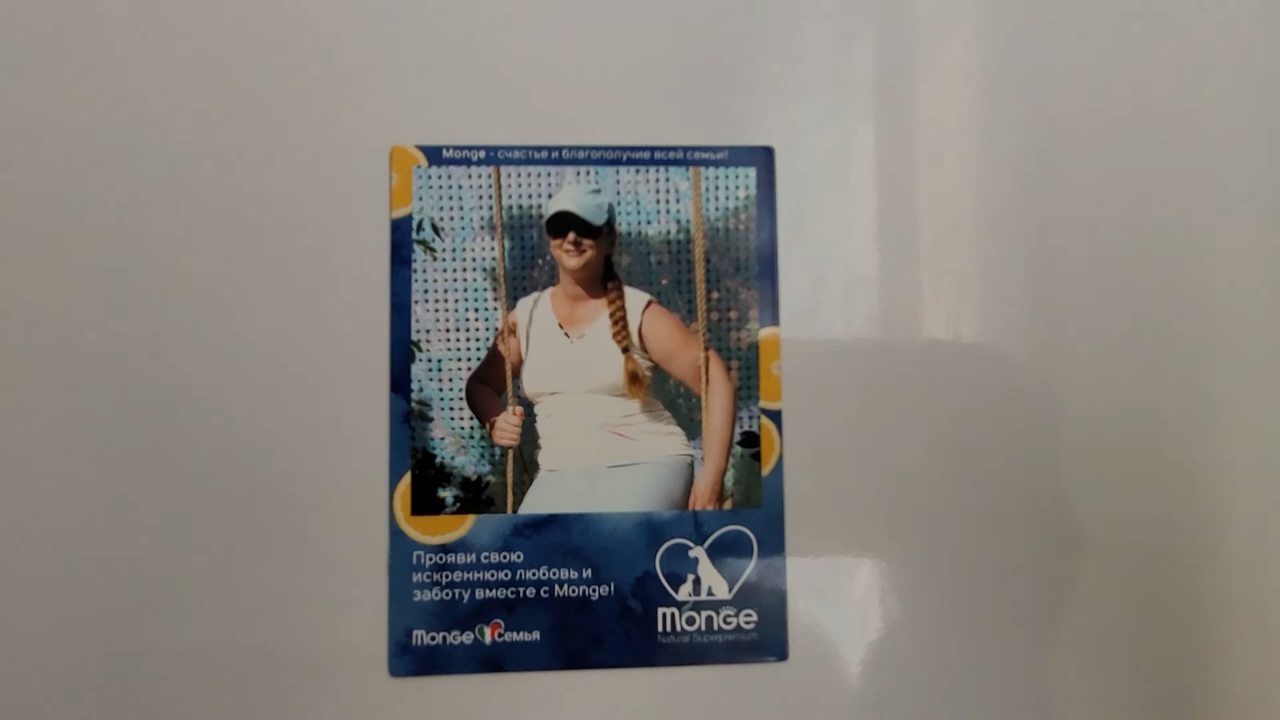 Monge - счастье и благополучие всей семьи!
Прояви свою
искреннюю любовь и
заботу вместе с Monge!
Monge Семья
Monge
Natural Superpremium